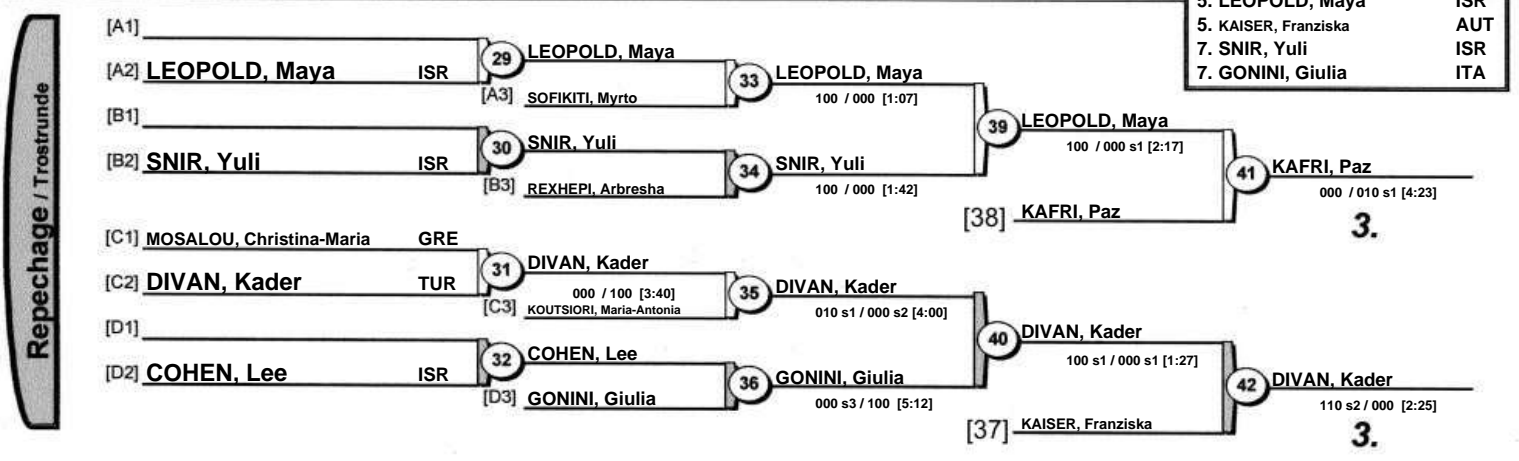 5. LEOPOLD, Maya ISR
5. KAISER, Franziska AUT
7. SNIR, Yuli ISR
7. GONINI, Giulia ITA
Repechage / Trostrunde
[A1]
[A2] LEOPOLD, Maya ISR
29 LEOPOLD, Maya
[A3] SOFIKITI, Myrto
33 LEOPOLD, Maya
100 / 000 [1:07]
[B1]
[B2] SNIR, Yuli ISR
30 SNIR, Yuli
[B3] REXHEPI, Arbresha
34 SNIR, Yuli
100 / 000 [1:42]
39 LEOPOLD, Maya
100 / 000 s1 [2:17]
[38] KAFRI, Paz
41 KAFRI, Paz
000 / 010 s1 [4:23]
3.
[C1] MOSALOU, Christina-Maria GRE
[C2] DIVAN, Kader TUR
31 DIVAN, Kader
000 / 100 [3:40]
[C3] KOUTSIORI, Maria-Antonia
35 DIVAN, Kader
010 s1 / 000 s2 [4:00]
[D1]
[D2] COHEN, Lee ISR
32 COHEN, Lee
[D3] GONINI, Giulia
36 GONINI, Giulia
000 s3 / 100 [5:12]
40 DIVAN, Kader
100 s1 / 000 s1 [1:27]
[37] KAISER, Franziska
42 DIVAN, Kader
110 s2 / 000 [2:25]
3.